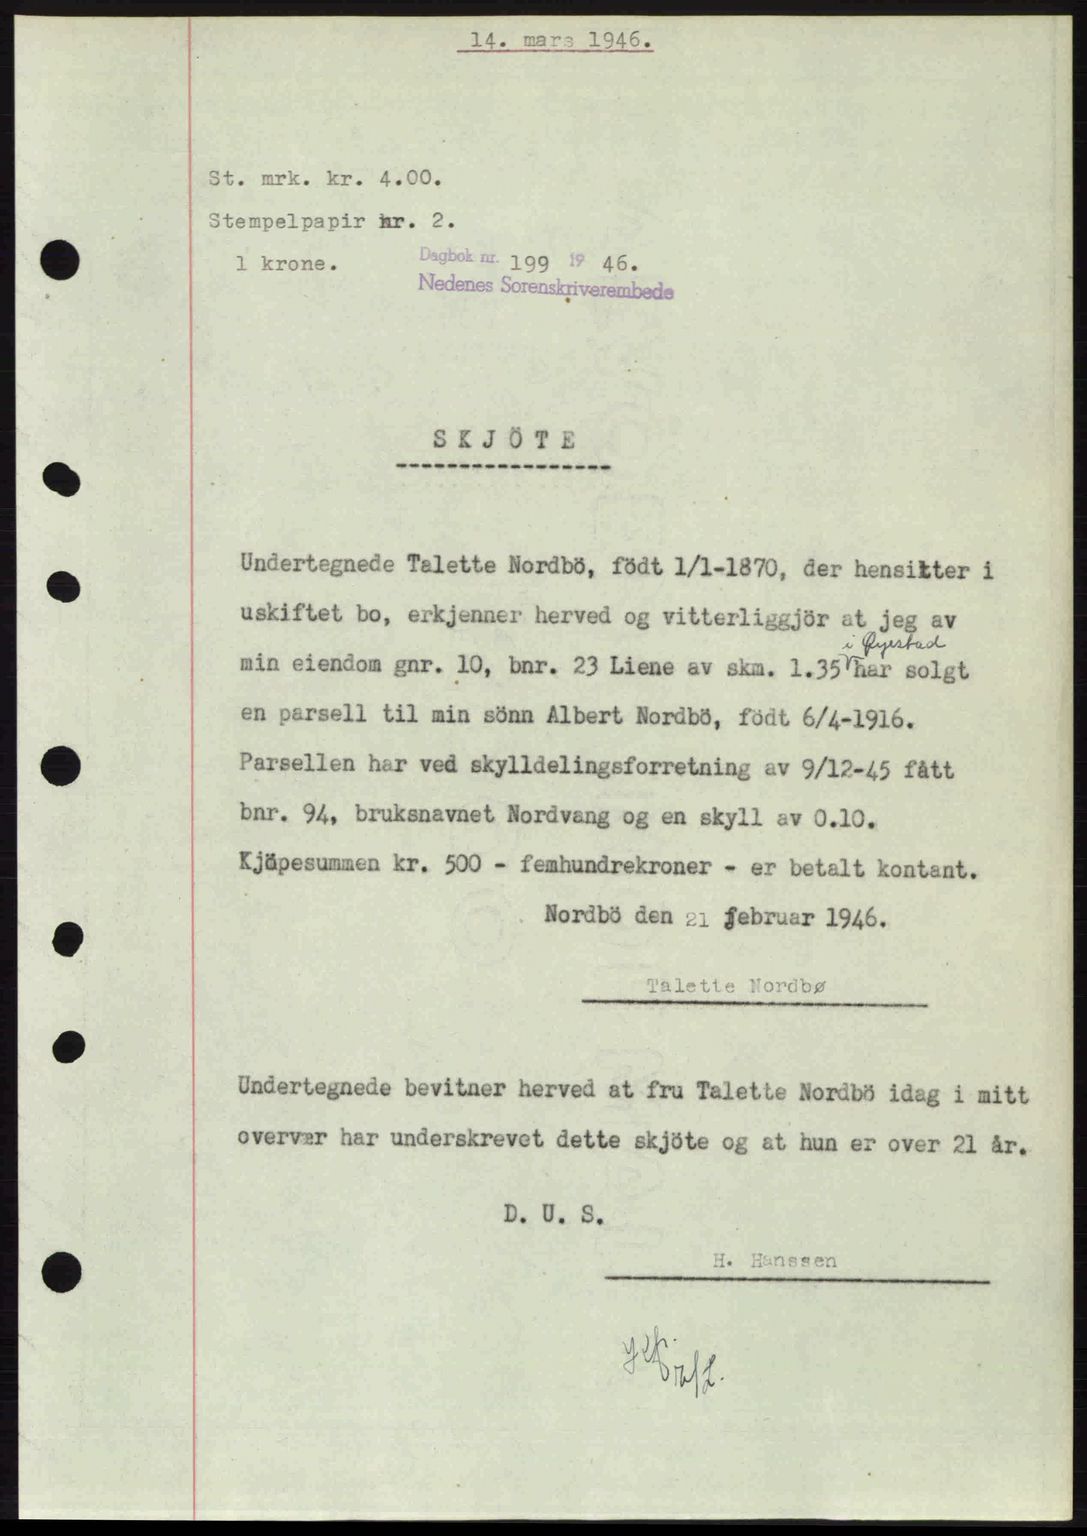 14. mars 1946.
St. mrk. kr. 4.00.
Stempelpapir nr. 2.
1 krone.
Dagbok nr. 199 19 46.
Nedenes Sorenskriverembede
SKJÖTE
Undertegnede Talette Nordbö, födt 1/1-1870, der hensitter i
uskiftet bo, erkjenner herved og vitterliggjör at jeg av
i Øyestad
min eiendom gnr. 10, bnr. 23 Liene av skm. 1.35 har solgt
en parsell til min sönn Albert Nordbö, födt 6/4-1916.
Parsellen har ved skylldelingsforretning av 9/12-45 fått
bnr. 94, bruksnavnet Nordvang og en skyll av 0.10.
Kjöpesummen kr. 500 - femhundrekroner - er betalt kontant.
Nordbö den 21 februar 1946.
Talette Nordbø
Undertegnede bevitner herved at fru Talette Nordbö idag i mitt
overvær har underskrevet dette skjöte og at hun er over 21 år.
D. U. S.
H. Hanssen